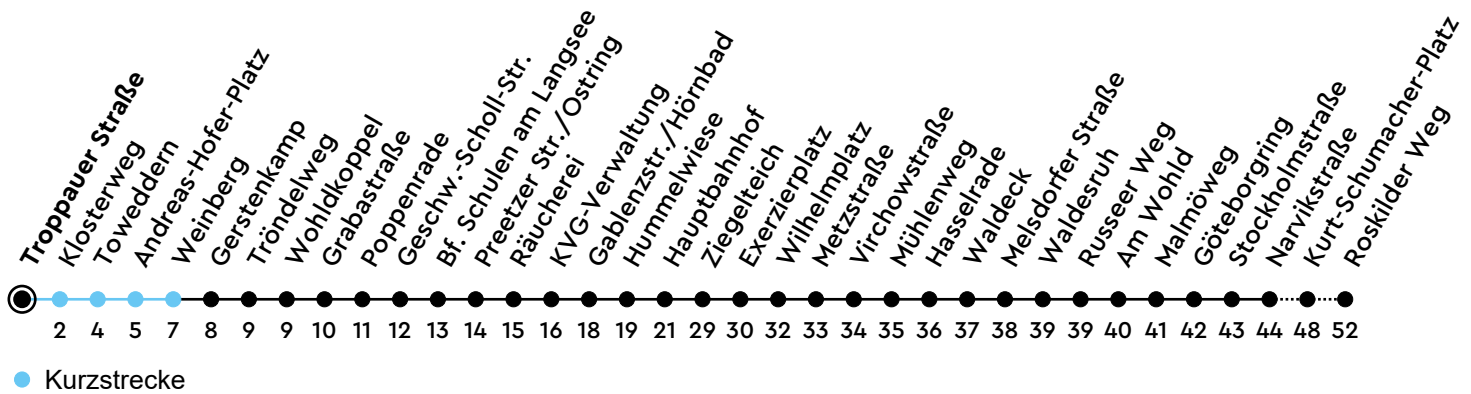 Troppauer Straße
Klosterweg
Toweddern
Andreas-Hofer-Platz
Weinberg
Gerstenkamp
Tröndelweg
Wohldkoppel
Grabastraße
Poppenrade
Geschw.-Scholl-Str.
Bf. Schulen am Langsee
Preetzer Str./Ostring
Räucherei
KVG-Verwaltung
Gablenzstr./Hörnbad
Hummelwiese
Hauptbahnhof
Ziegelteich
Exerzierplatz
Wilhelmplatz
Metzstraße
Virchowstraße
Mühlenweg
Hasselrade
Waldeck
Melsdorfer Straße
Waldesruh
Russeer Weg
Am Wohld
Malmöweg
Göteborgring
Stockholmstraße
Narvikstraße
Kurt-Schumacher-Platz
Roskilder Weg
2 4 5 7 8 9 9 10 11 12 13 14 15 16 18 19 21 29 30 32 33 34 35 36 37 38 39 39 40 41 42 43 44 48 52
Kurzstrecke